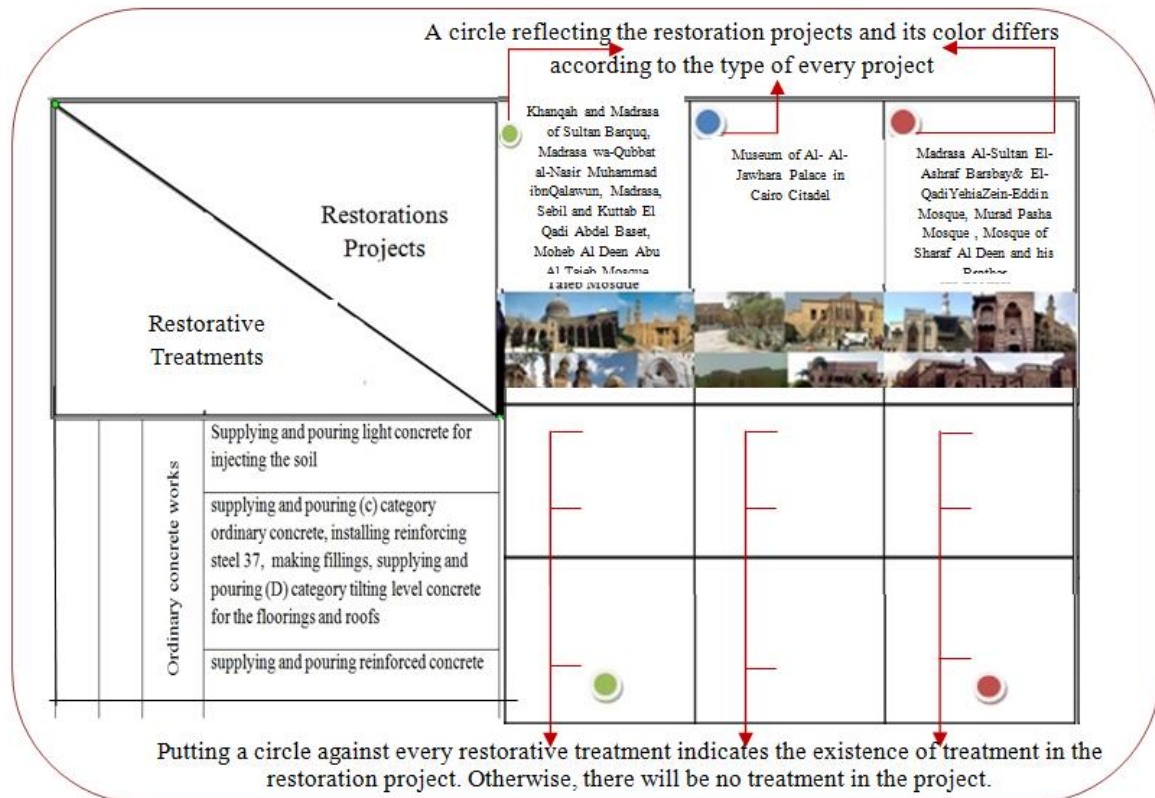 A circle reflecting the restoration projects and its color differs
according to the type of every project
Restorations
Projects
Restorative
Treatments
Khanqah and Madrasa
of Sultan Barquq,
Madrasa wa-Qubbat
al-Nasir Muhammad
ibnQalawun, Madrasa,
Sebil and Kuttab El
Qadi Abdel Baset,
Moheb Al Deen Abu
Al Taieb Mosque
Taieb Mosque
Museum of Al- Al-
Jawhara Palace in
Cairo Citadel
Madrasa Al-Sultan El-
Ashraf Barsbay& El-
QadiYehiaZein-Eddin
Mosque, Murad Pasha
Mosque , Mosque of
Sharaf Al Deen and his
Brother
Ordinary concrete works
Supplying and pouring light concrete for
injecting the soil
supplying and pouring (c) category
ordinary concrete, installing reinforcing
steel 37, making fillings, supplying and
pouring (D) category tilting level concrete
for the floorings and roofs
supplying and pouring reinforced concrete
Putting a circle against every restorative treatment indicates the existence of treatment in the
restoration project. Otherwise, there will be no treatment in the project.